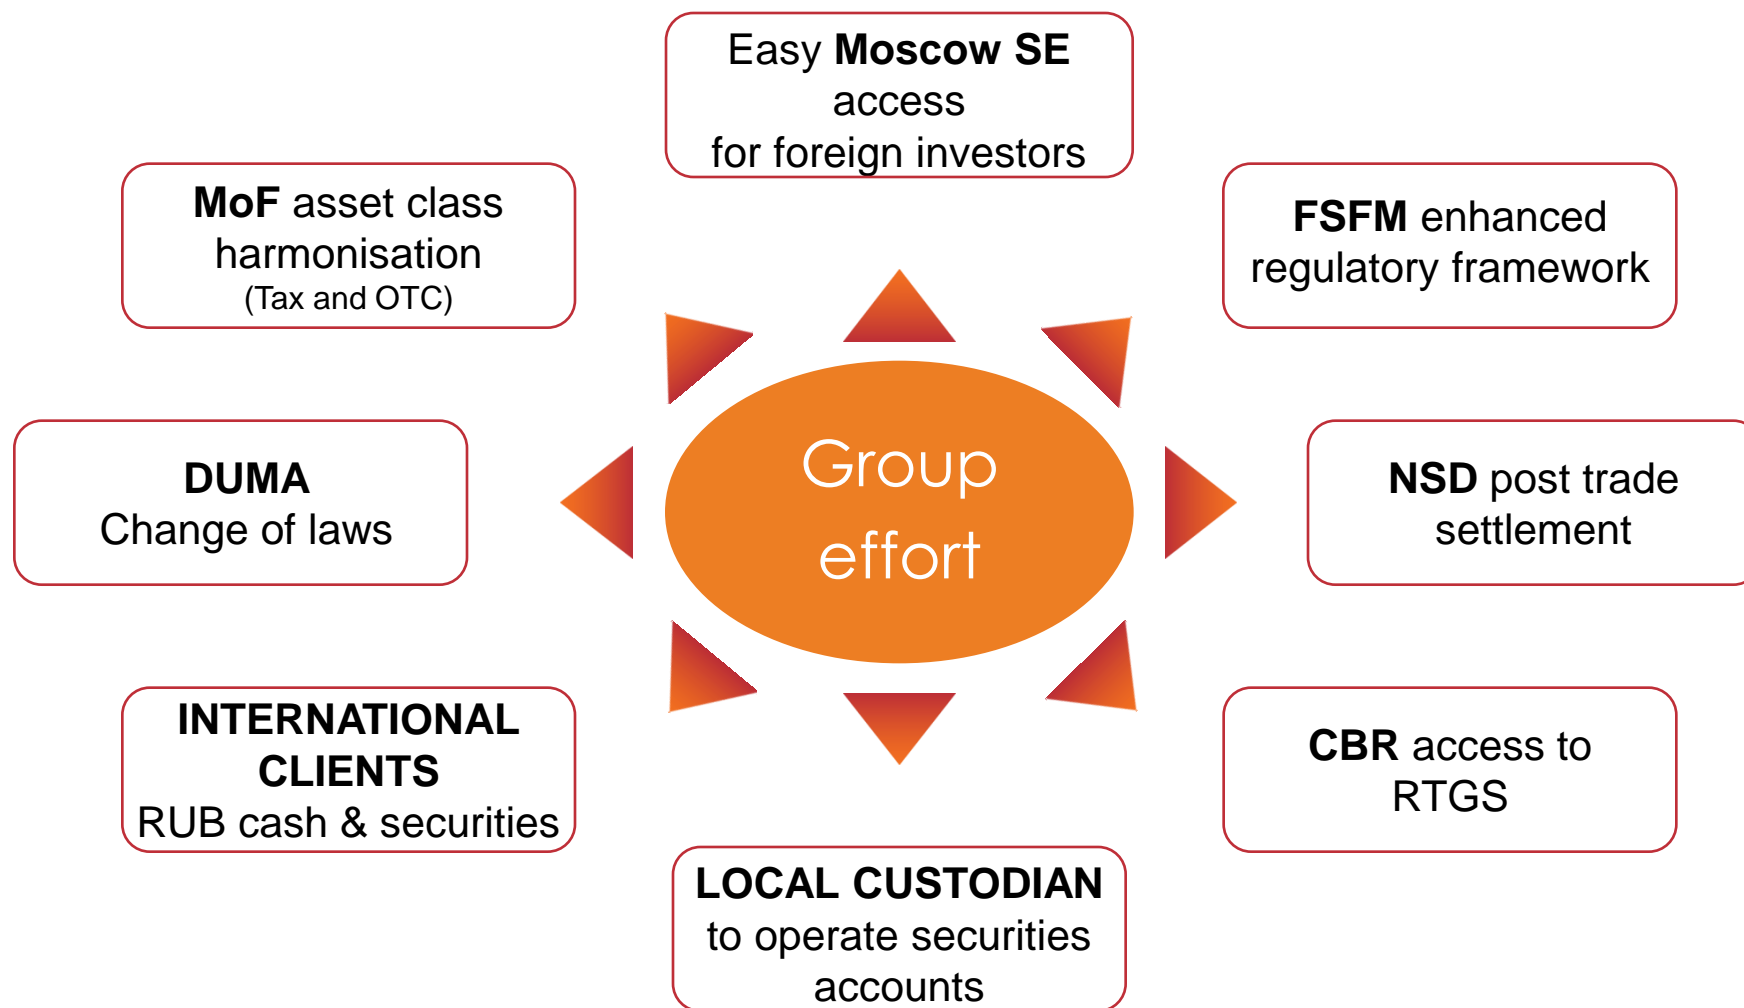 Easy Moscow SE
access
for foreign investors
MoF asset class
harmonisation
(Tax and OTC)
FSFM enhanced
regulatory framework
DUMA
Change of laws
Group
effort
NSD post trade
settlement
INTERNATIONAL
CLIENTS
RUB cash & securities
CBR access to
RTGS
LOCAL CUSTODIAN
to operate securities
accounts